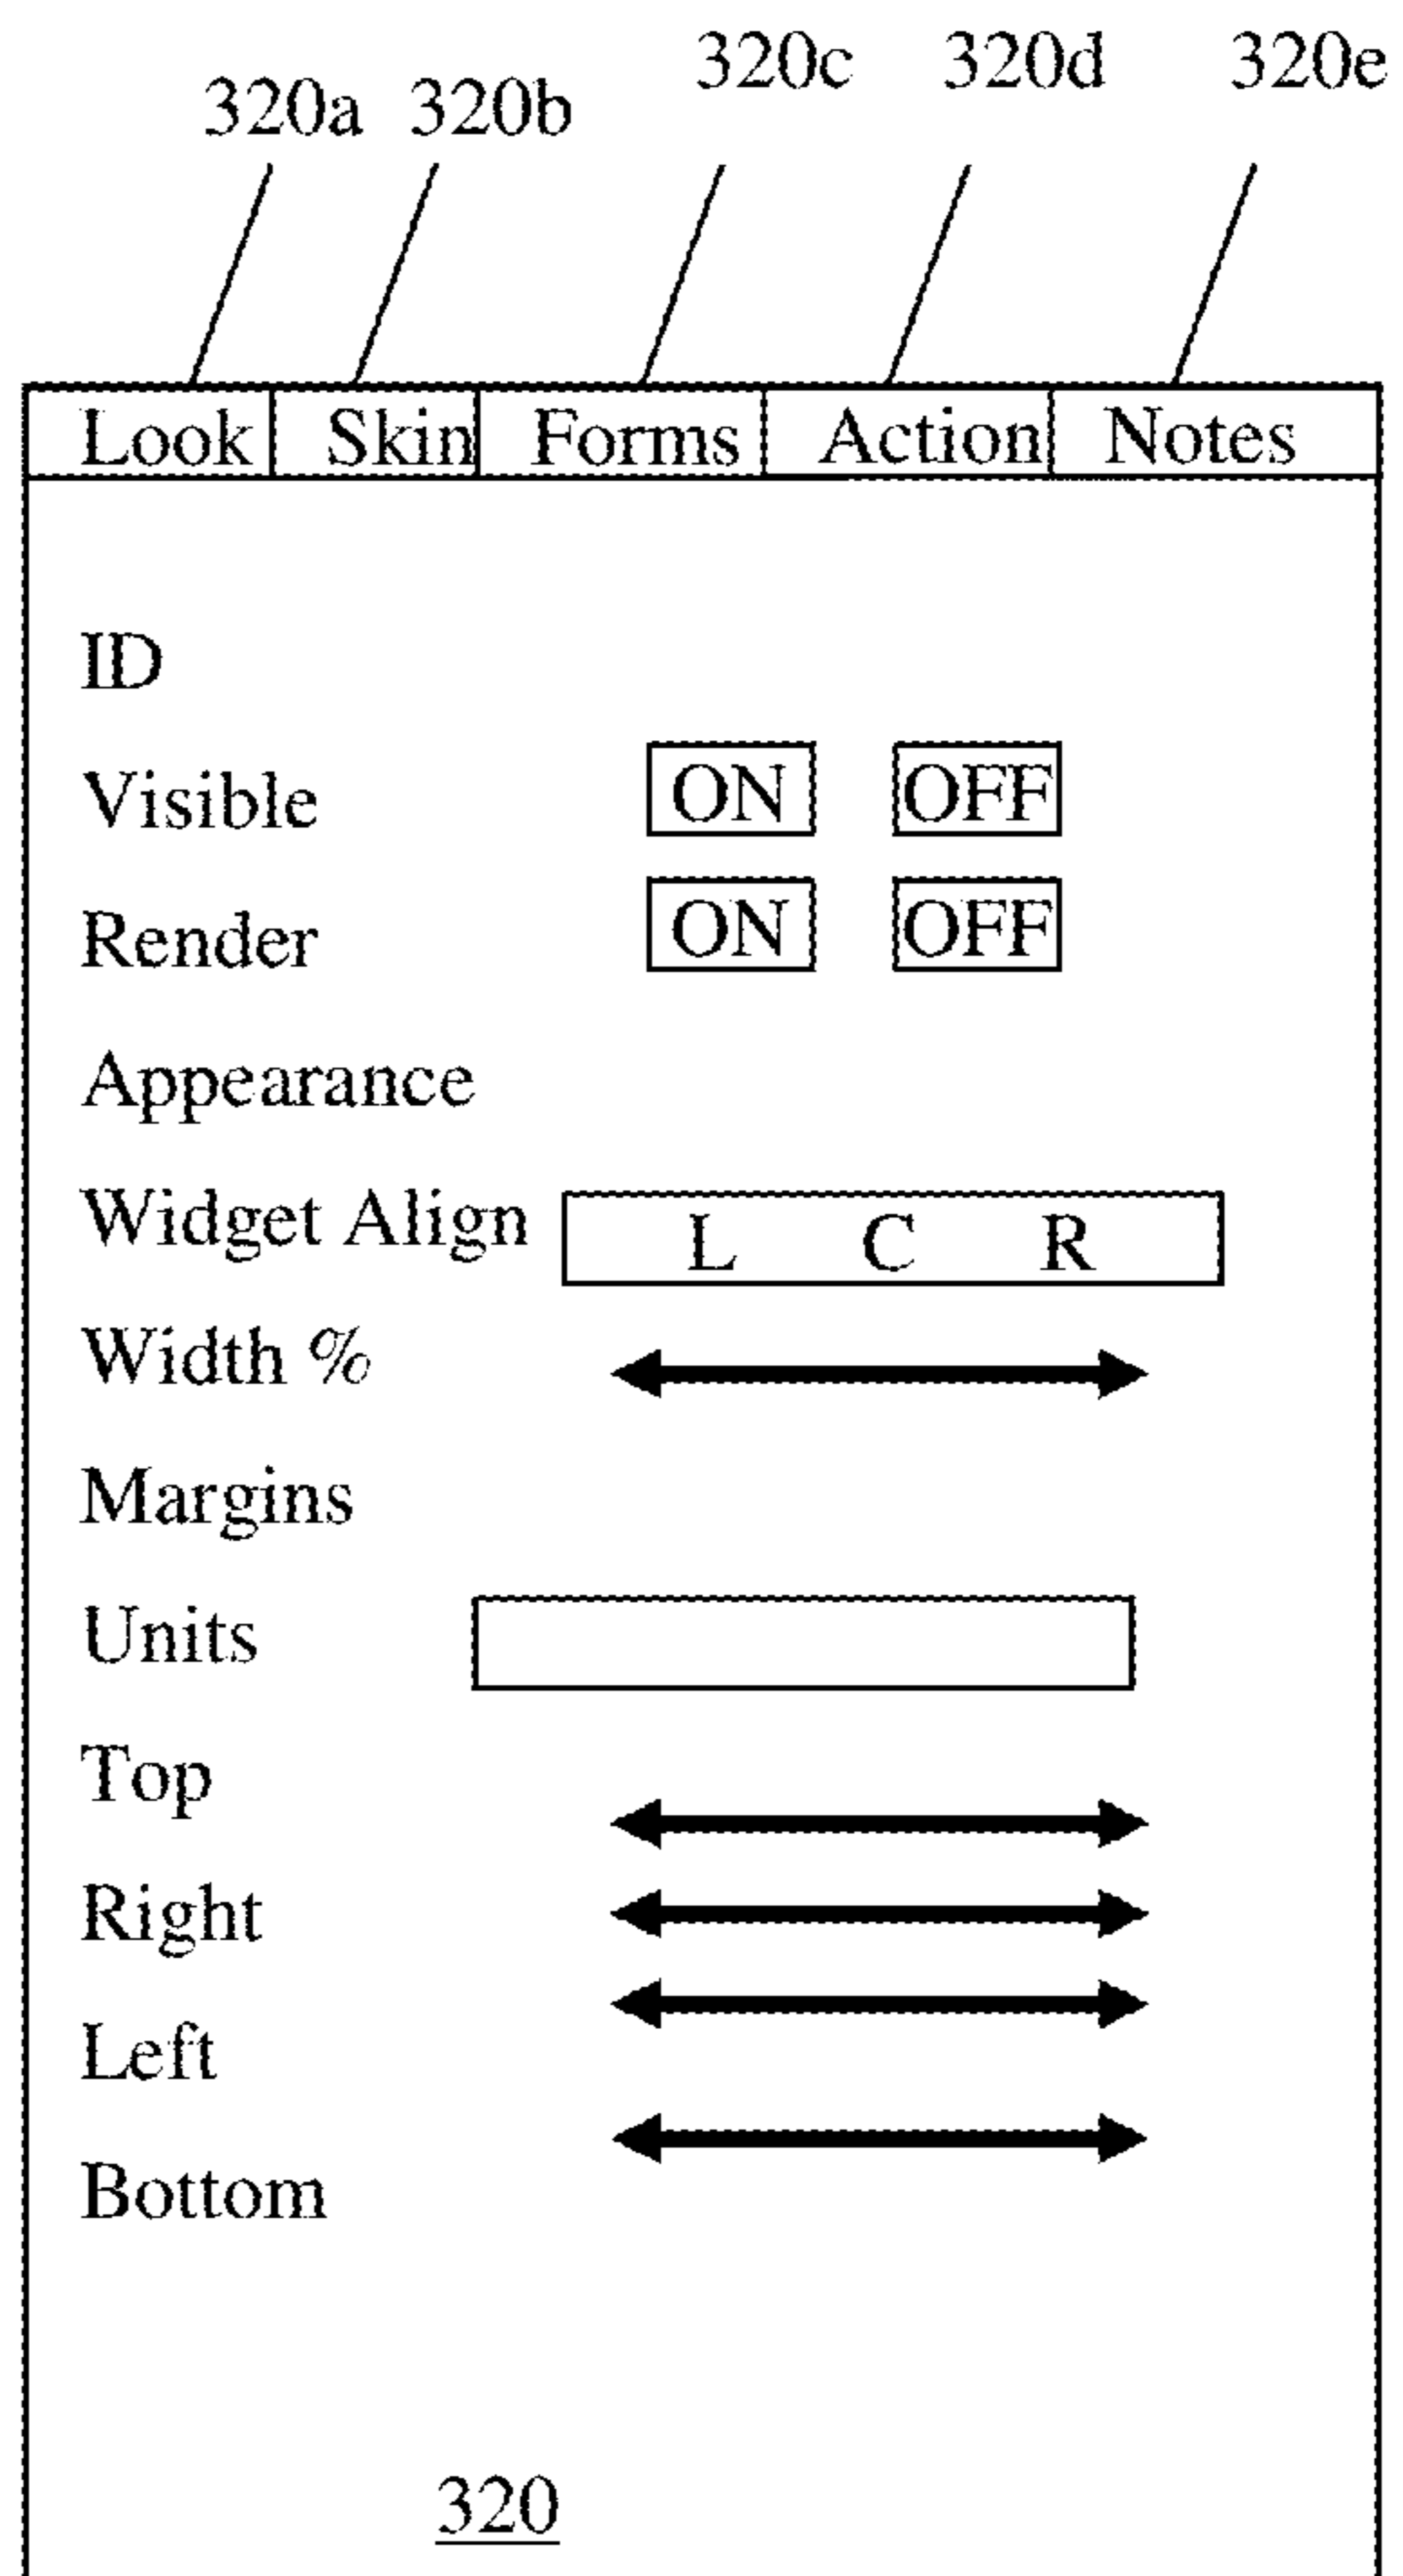 320a 320b 320c 320d 320e
Look Skin Forms Action Notes
ID
Visible ON OFF
Render ON OFF
Appearance
Widget Align L C R
Width %
Margins
Units
Top
Right
Left
Bottom
320